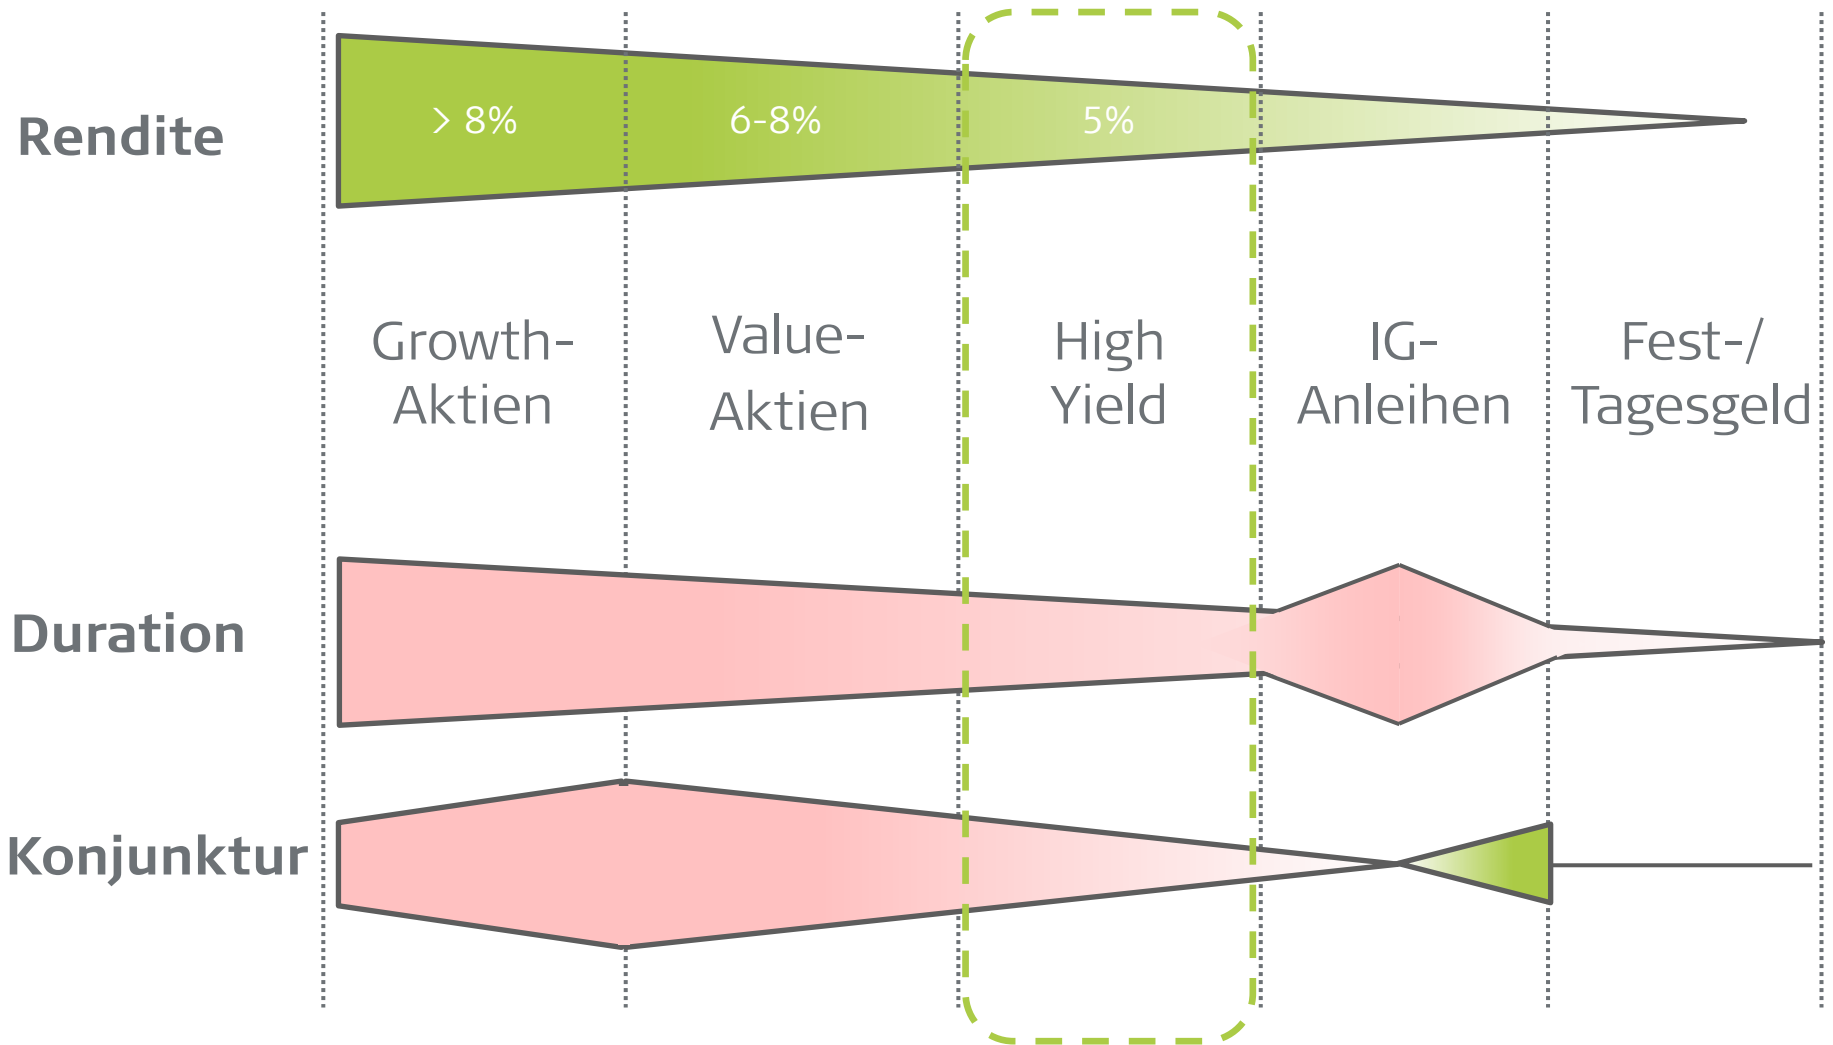 Rendite
> 8%
6-8%
5%
Growth-
Aktien
Value-
Aktien
High
Yield
IG-
Anleihen
Fest-/
Tagesgeld
Duration
Konjunktur